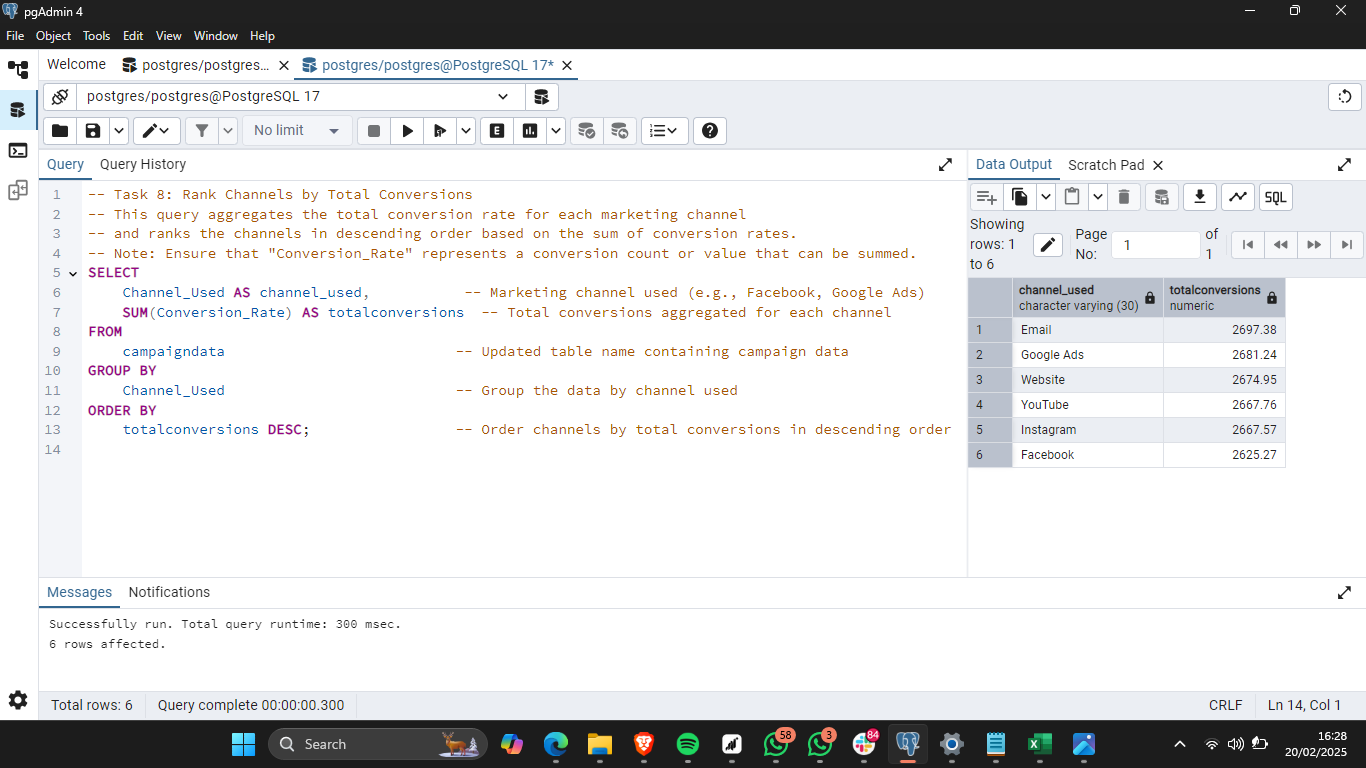 pgAdmin 4
File Object Tools Edit View Window Help
Welcome postgres/postgres... postgres/postgres@PostgreSQL 17*
postgres/postgres@PostgreSQL 17
No limit
E
Query Query History
1 -- Task 8: Rank Channels by Total Conversions
2 -- This query aggregates the total conversion rate for each marketing channel
3 -- and ranks the channels in descending order based on the sum of conversion rates.
4 -- Note: Ensure that "Conversion_Rate" represents a conversion count or value that can be summed.
5 SELECT
6 Channel_Used AS channel_used, -- Marketing channel used (e.g., Facebook, Google Ads)
7 SUM(Conversion_Rate) AS totalconversions -- Total conversions aggregated for each channel
8 FROM
9 campaigndata -- Updated table name containing campaign data
10 GROUP BY
11 Channel_Used -- Group the data by channel used
12 ORDER BY
13 totalconversions DESC; -- Order channels by total conversions in descending order
14
Data Output Scratch Pad
SQL
Showing rows: 1 to 6
Page No: 1 of 1
channel_used totalconversions
character varying (30) numeric
1 Email 2697.38
2 Google Ads 2681.24
3 Website 2674.95
4 YouTube 2667.76
5 Instagram 2667.57
6 Facebook 2625.27
Messages Notifications
Successfully run. Total query runtime: 300 msec.
6 rows affected.
Total rows: 6 Query complete 00:00:00.300 CRLF Ln 14, Col 1
Search 58 3 84 16:28
20/02/2025